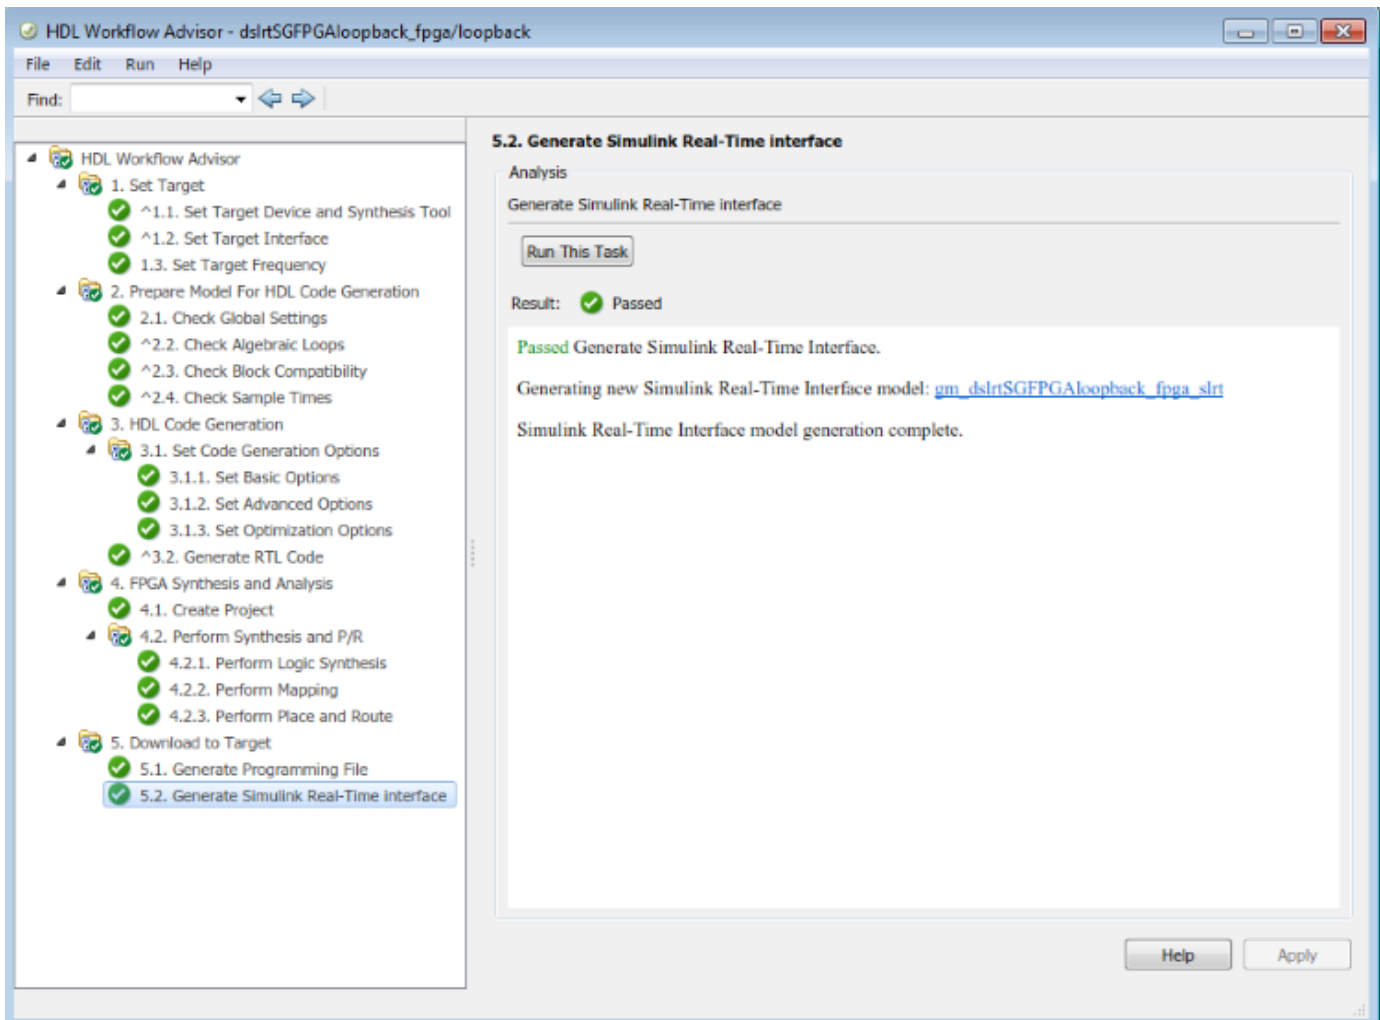 HDL Workflow Advisor - dslrtSGFPGAloopback_fpga/loopback
File Edit Run Help
Find:
HDL Workflow Advisor
1. Set Target
^1.1. Set Target Device and Synthesis Tool
^1.2. Set Target Interface
1.3. Set Target Frequency
2. Prepare Model For HDL Code Generation
2.1. Check Global Settings
^2.2. Check Algebraic Loops
^2.3. Check Block Compatibility
^2.4. Check Sample Times
3. HDL Code Generation
3.1. Set Code Generation Options
3.1.1. Set Basic Options
3.1.2. Set Advanced Options
3.1.3. Set Optimization Options
^3.2. Generate RTL Code
4. FPGA Synthesis and Analysis
4.1. Create Project
4.2. Perform Synthesis and P/R
4.2.1. Perform Logic Synthesis
4.2.2. Perform Mapping
4.2.3. Perform Place and Route
5. Download to Target
5.1. Generate Programming File
5.2. Generate Simulink Real-Time interface
5.2. Generate Simulink Real-Time interface
Analysis
Generate Simulink Real-Time interface
Run This Task
Result: Passed
Passed Generate Simulink Real-Time Interface.
Generating new Simulink Real-Time Interface model: gm_dslrtSGFPGAloopback_fpga_slrt
Simulink Real-Time Interface model generation complete.
Help Apply